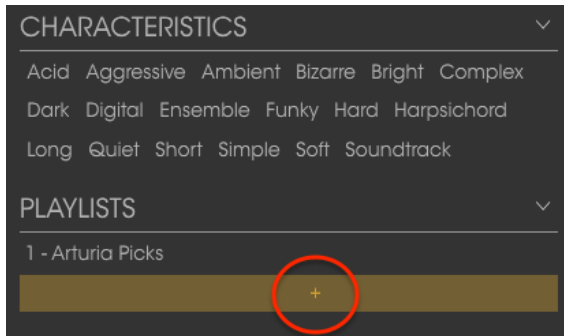 CHARACTERISTICS
Acid Aggressive Ambient Bizarre Bright Complex
Dark Digital Ensemble Funky Hard Harpsichord
Long Quiet Short Simple Soft Soundtrack
PLAYLISTS
1 - Arturia Picks
+